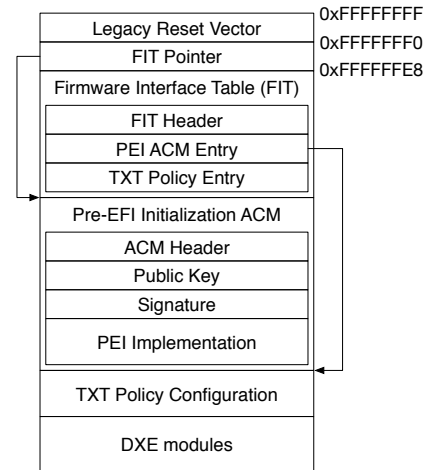 0xFFFFFFFF
Legacy Reset Vector
0xFFFFFFF0
FIT Pointer
0xFFFFFFE8
Firmware Interface Table (FIT)
FIT Header
PEI ACM Entry
TXT Policy Entry
Pre-EFI Initialization ACM
ACM Header
Public Key
Signature
PEI Implementation
TXT Policy Configuration
DXE modules